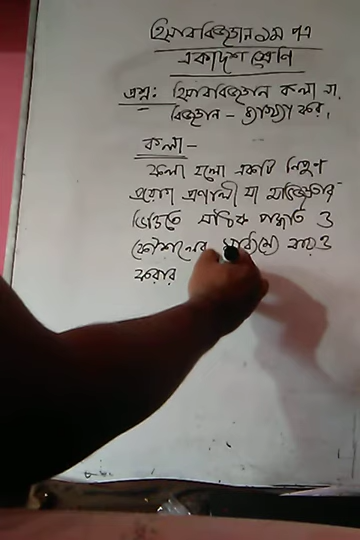 হিসাববিজ্ঞান ১ম পত্র
একাদশ শ্রেণি
প্রশ্ন: হিসাববিজ্ঞান কলা না
বিজ্ঞান - ব্যাখ্যা কর।
কলা -
কলা হলো একটি নিপুণ
প্রয়োগ প্রণালী যা অভিজ্ঞতার
ভিত্তিতে সঠিক পদ্ধতি ও
কৌশলের মাধ্যমে
করার